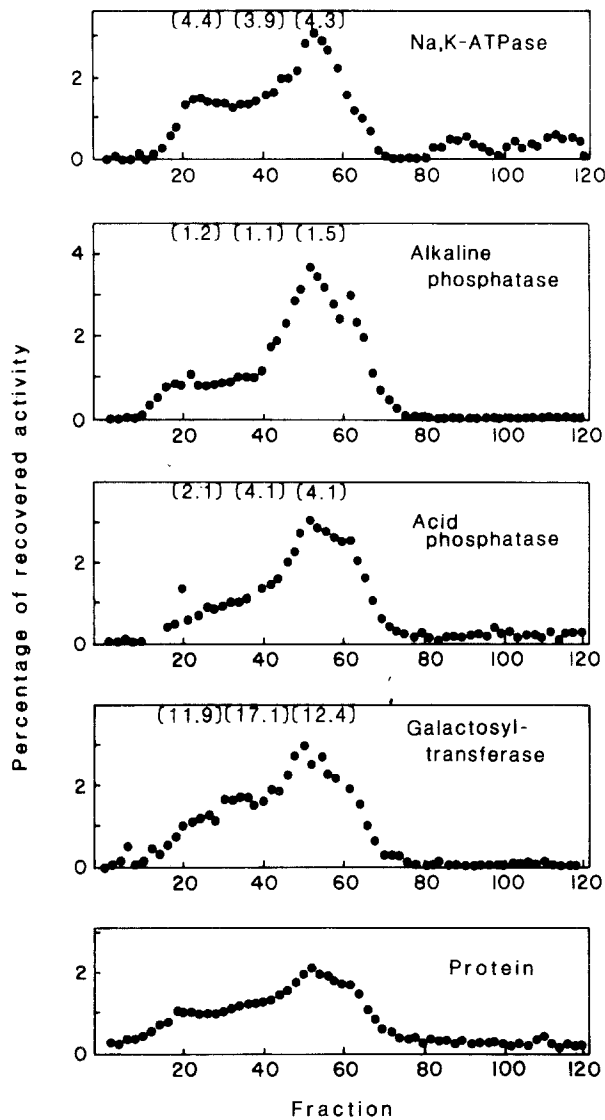 Percentage of recovered activity
(4.4) (3.9) (4.3)
Na,K-ATPase
2
0
20 40 60 80 100 120
(1.2) (1.1) (1.5)
Alkaline
phosphatase
4
2
0
20 40 60 80 100 120
(2.1) (4.1) (4.1)
Acid
phosphatase
2
0
20 40 60 80 100 120
(11.9) (17.1) (12.4)
Galactosyl-
transferase
2
0
20 40 60 80 100 120
Protein
2
0
20 40 60 80 100 120
Fraction